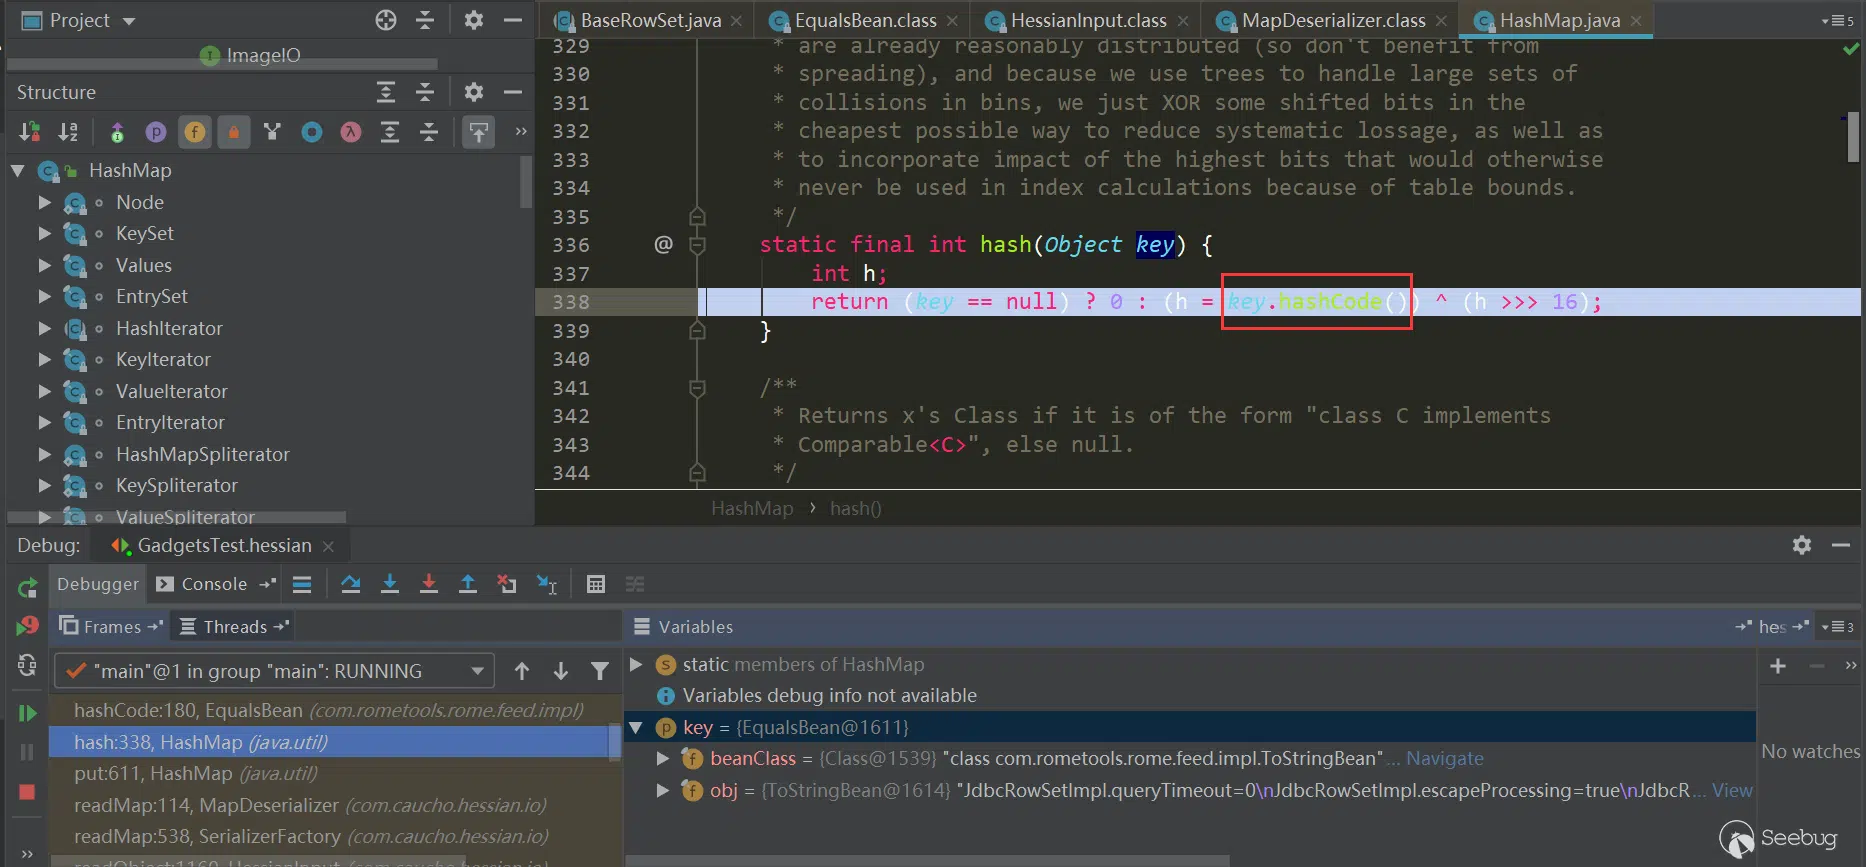 Project
BaseRowSet.java
EqualsBean.class
HessianInput.class
MapDeserializer.class
HashMap.java
5
ImageIO
Structure
HashMap
Node
KeySet
Values
EntrySet
HashIterator
KeyIterator
ValueIterator
EntryIterator
HashMapSpliterator
KeySpliterator
ValueSpliterator
329 * are already reasonably distributed (so don't benefit from
330 * spreading), and because we use trees to handle large sets of
331 * collisions in bins, we just XOR some shifted bits in the
332 * cheapest possible way to reduce systematic lossage, as well as
333 * to incorporate impact of the highest bits that would otherwise
334 * never be used in index calculations because of table bounds.
335 */
336 @ static final int hash(Object key) {
337 int h;
338 return (key == null) ? 0 : (h = key.hashCode()) ^ (h >>> 16);
339 }
340
341 /**
342 * Returns x's Class if it is of the form "class C implements
343 * Comparable<C>", else null.
344 */
HashMap › hash()
Debug: GadgetsTest.hessian
Debugger Console
Frames Threads
"main"@1 in group "main": RUNNING
hashCode:180, EqualsBean (com.rometools.rome.feed.impl)
hash:338, HashMap (java.util)
put:611, HashMap (java.util)
readMap:114, MapDeserializer (com.caucho.hessian.io)
readMap:538, SerializerFactory (com.caucho.hessian.io)
readObject:1160, HessianInput (com.caucho.hessian.io)
Variables
hes
3
static members of HashMap
Variables debug info not available
key = {EqualsBean@1611}
beanClass = {Class@1539} "class com.rometools.rome.feed.impl.ToStringBean"... Navigate
obj = {ToStringBean@1614} "JdbcRowSetImpl.queryTimeout=0\nJdbcRowSetImpl.escapeProcessing=true\nJdbcR... View
No watches
Seebug